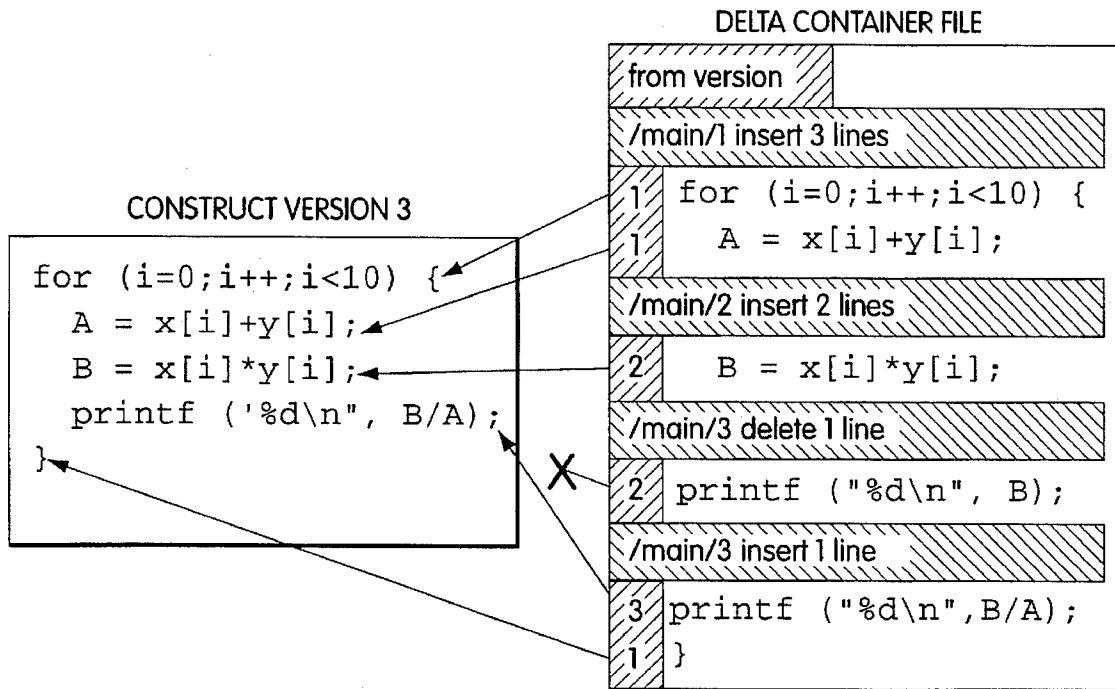 DELTA CONTAINER FILE
from version
/main/1 insert 3 lines
1 for (i=0;i++;i<10) {
1 A = x[i]+y[i];
/main/2 insert 2 lines
2 B = x[i]*y[i];
/main/3 delete 1 line
2 printf ("%d\n", B);
/main/3 insert 1 line
3 printf ("%d\n",B/A);
1 }
CONSTRUCT VERSION 3
for (i=0;i++;i<10) {
A = x[i]+y[i];
B = x[i]*y[i];
printf ('%d\n", B/A);
}
X